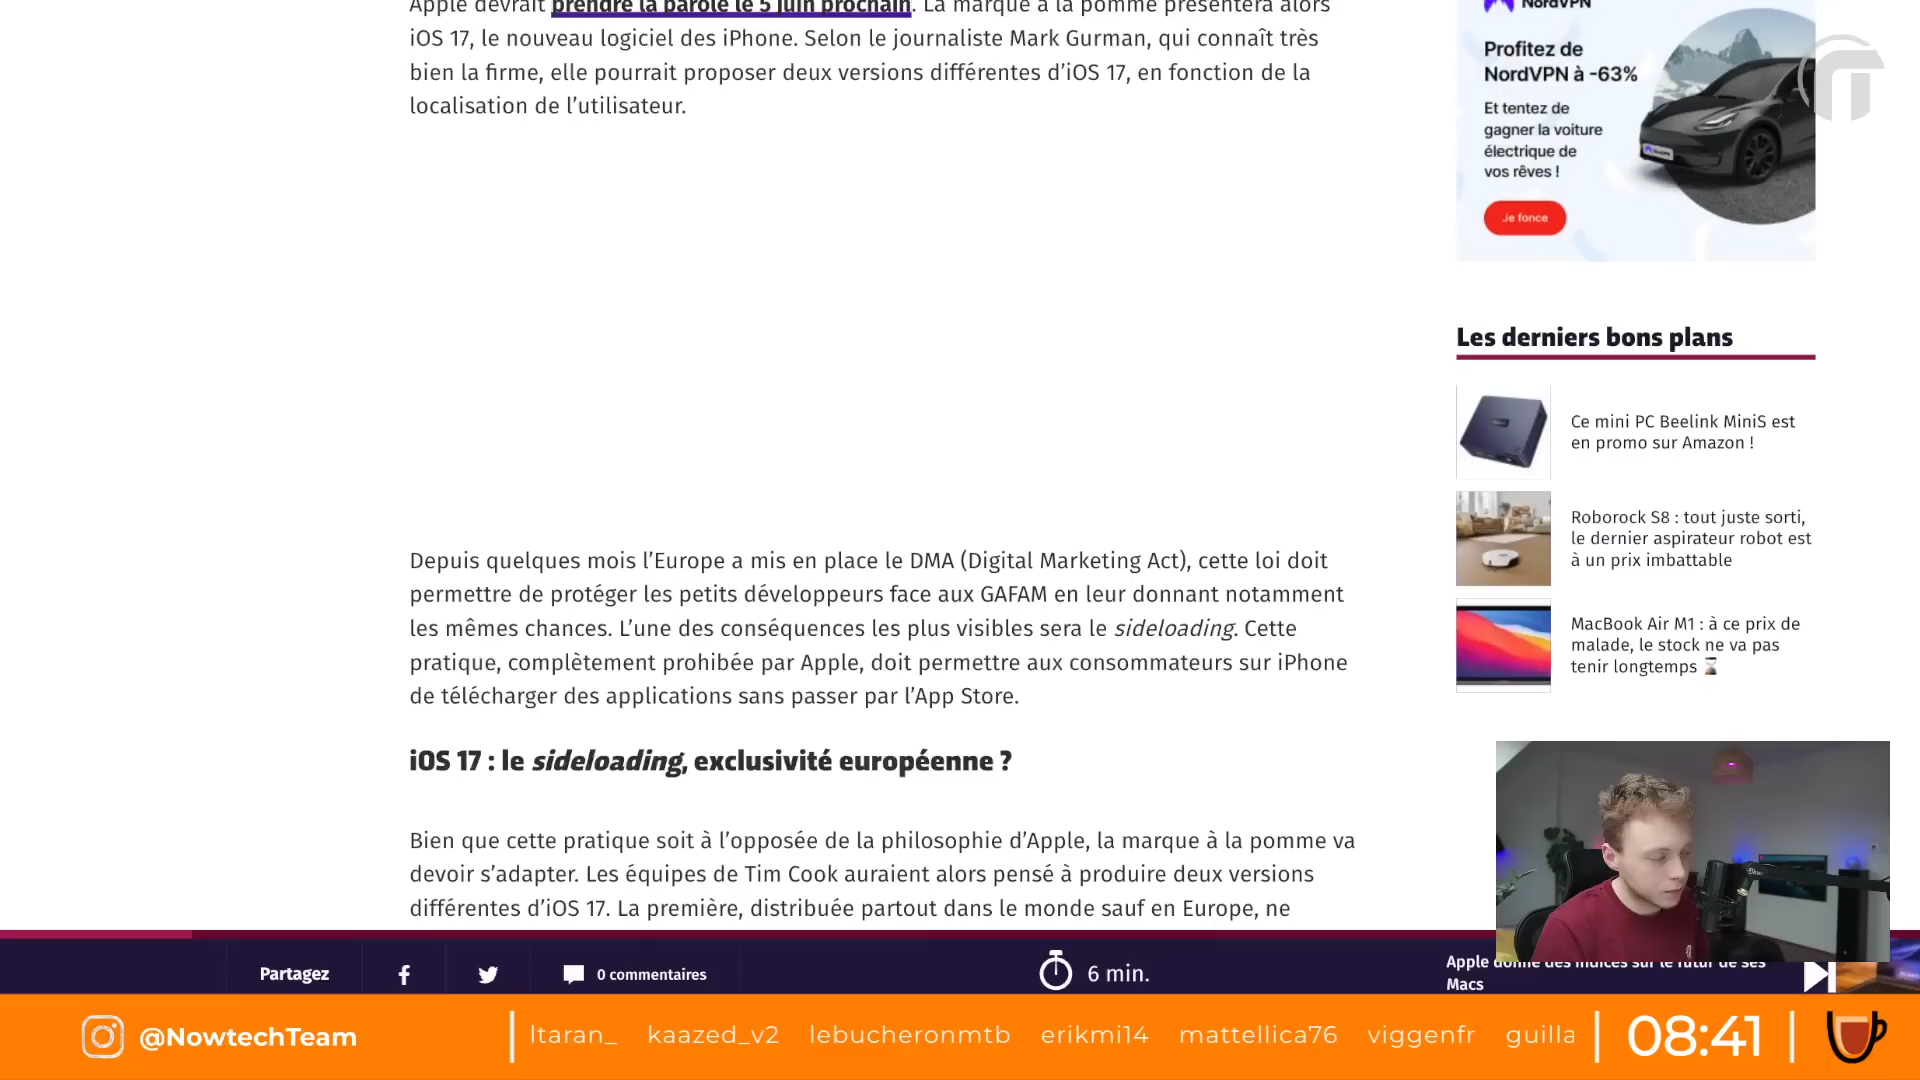 Apple devrait prendre la parole le 5 juin prochain. La marque à la pomme présentera alors
iOS 17, le nouveau logiciel des iPhone. Selon le journaliste Mark Gurman, qui connaît très
bien la firme, elle pourrait proposer deux versions différentes d’iOS 17, en fonction de la
localisation de l’utilisateur.
Depuis quelques mois l’Europe a mis en place le DMA (Digital Marketing Act), cette loi doit
permettre de protéger les petits développeurs face aux GAFAM en leur donnant notamment
les mêmes chances. L’une des conséquences les plus visibles sera le sideloading. Cette
pratique, complètement prohibée par Apple, doit permettre aux consommateurs sur iPhone
de télécharger des applications sans passer par l’App Store.
iOS 17 : le sideloading, exclusivité européenne ?
Bien que cette pratique soit à l’opposée de la philosophie d’Apple, la marque à la pomme va
devoir s’adapter. Les équipes de Tim Cook auraient alors pensé à produire deux versions
différentes d’iOS 17. La première, distribuée partout dans le monde sauf en Europe, ne
NordVPN
Profitez de
NordVPN à -63%
Et tentez de
gagner la voiture
électrique de
vos rêves !
Je fonce
Les derniers bons plans
Ce mini PC Beelink MiniS est
en promo sur Amazon !
Roborock S8 : tout juste sorti,
le dernier aspirateur robot est
à un prix imbattable
MacBook Air M1 : à ce prix de
malade, le stock ne va pas
tenir longtemps ⌛
Partagez
0 commentaires
6 min.
Apple donne des indices sur le futur de ses
Macs
@NowtechTeam
ltaran_ kaazed_v2 lebucheronmtb erikmi14 mattellica76 viggenfr guilla
08:41